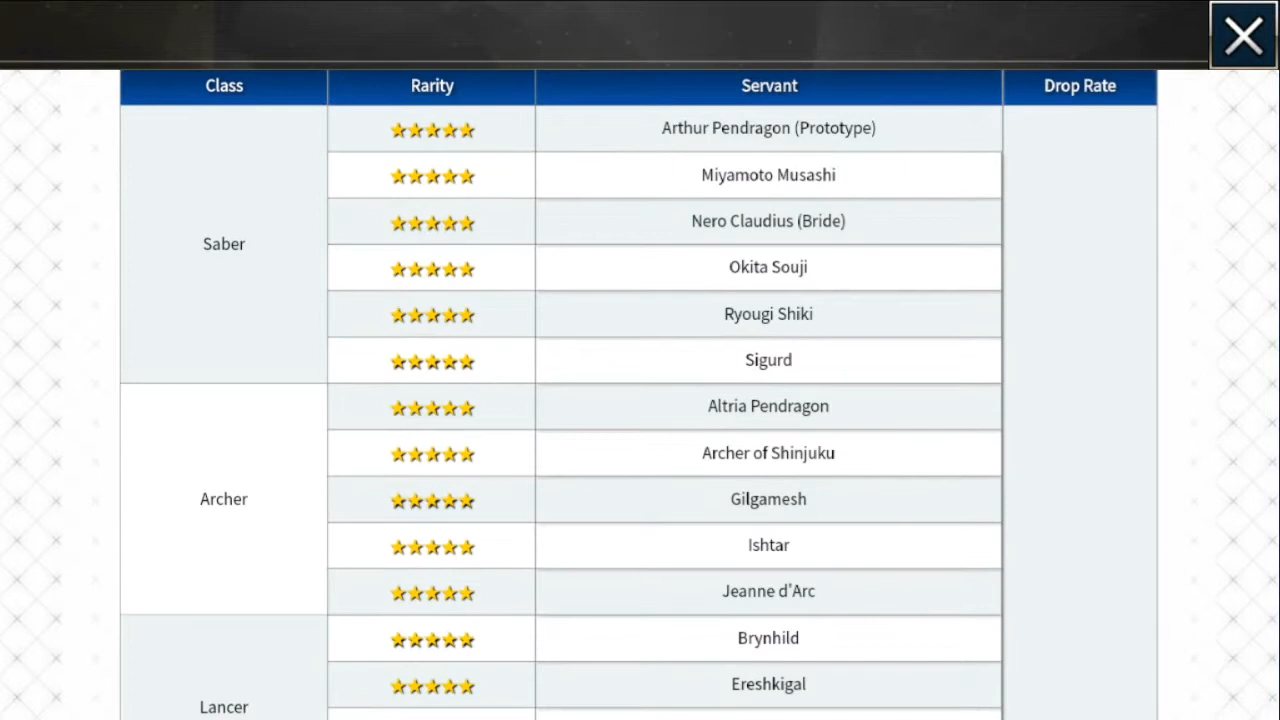 Class Rarity Servant Drop Rate
Saber
★★★★★ Arthur Pendragon (Prototype)
★★★★★ Miyamoto Musashi
★★★★★ Nero Claudius (Bride)
★★★★★ Okita Souji
★★★★★ Ryougi Shiki
★★★★★ Sigurd
Archer
★★★★★ Altria Pendragon
★★★★★ Archer of Shinjuku
★★★★★ Gilgamesh
★★★★★ Ishtar
★★★★★ Jeanne d'Arc
Lancer
★★★★★ Brynhild
★★★★★ Ereshkigal